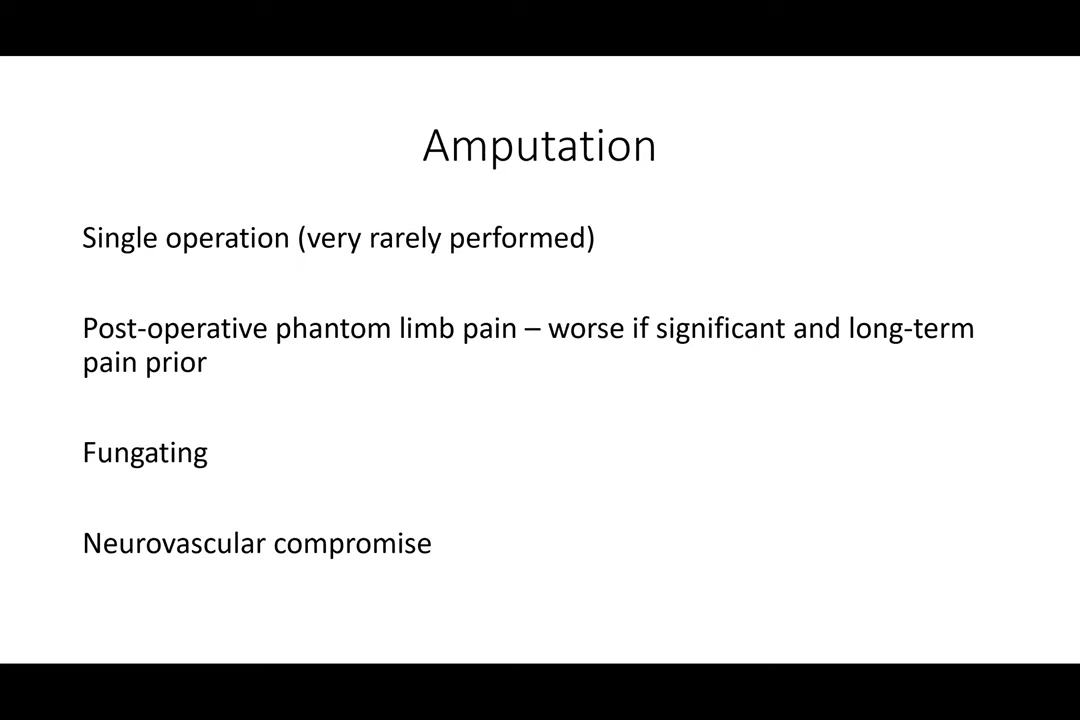 Amputation
Single operation (very rarely performed)
Post-operative phantom limb pain – worse if significant and long-term
pain prior
Fungating
Neurovascular compromise